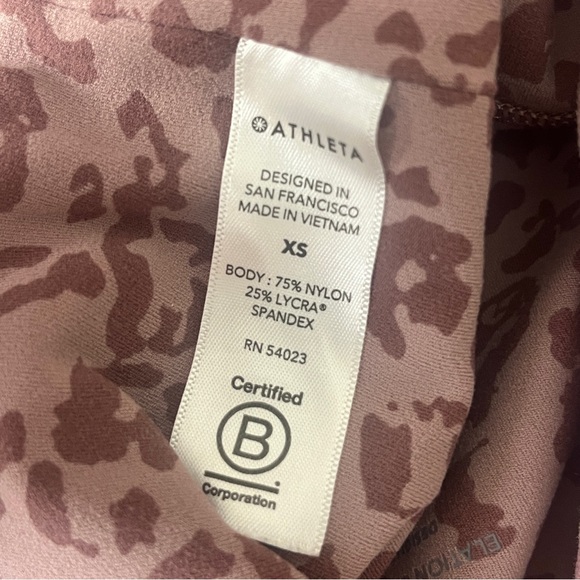 ATHLETA
DESIGNED IN
SAN FRANCISCO
MADE IN VIETNAM
XS
BODY : 75% NYLON
25% LYCRA®
SPANDEX
RN 54023
Certified
B
Corporation